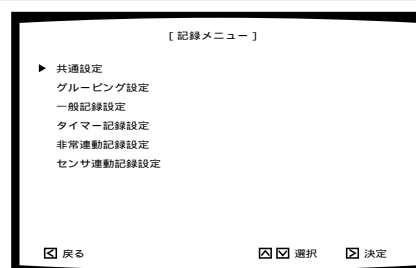 [ 記録メニュー ]
▶ 共通設定
グルーピング設定
一般記録設定
タイマー記録設定
非常連動記録設定
センサ連動記録設定
戻る 選択 決定